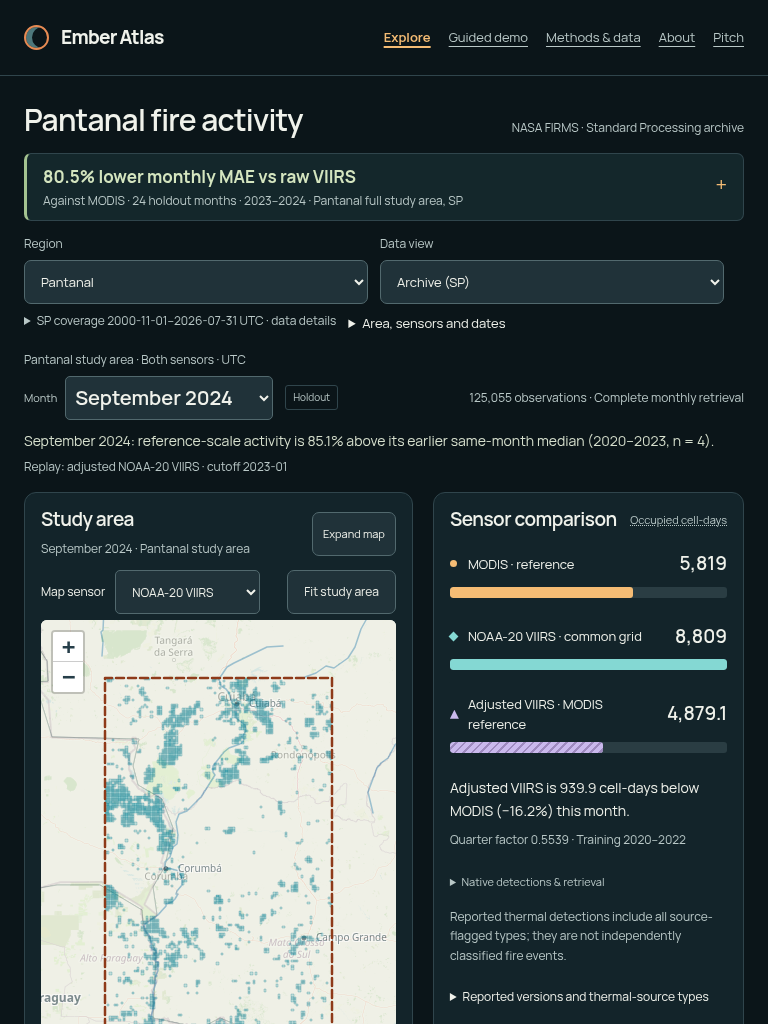 Ember Atlas
Explore
Guided demo
Methods & data
About
Pitch
Pantanal fire activity
NASA FIRMS · Standard Processing archive
80.5% lower monthly MAE vs raw VIIRS
+
Against MODIS · 24 holdout months · 2023–2024 · Pantanal full study area, SP
Region
Data view
Pantanal
Archive (SP)
SP coverage 2000-11-01–2026-07-31 UTC · data details
Area, sensors and dates
Pantanal study area · Both sensors · UTC
Month
September 2024
Holdout
125,055 observations · Complete monthly retrieval
September 2024: reference-scale activity is 85.1% above its earlier same-month median (2020–2023, n = 4).
Replay: adjusted NOAA-20 VIIRS · cutoff 2023-01
Study area
September 2024 · Pantanal study area
Expand map
Map sensor
NOAA-20 VIIRS
Fit study area
+
−
Tangará
da Serra
Cuiabá
Cuiabá
Rondonópolis
Corumbá
Corumbá
Campo Grande
Mato Grosso
do Sul
Alto Paraguay
raguay
Sensor comparison
Occupied cell-days
MODIS · reference
5,819
NOAA-20 VIIRS · common grid
8,809
Adjusted VIIRS · MODIS
reference
4,879.1
Adjusted VIIRS is 939.9 cell-days below
MODIS (−16.2%) this month.
Quarter factor 0.5539 · Training 2020–2022
Native detections & retrieval
Reported thermal detections include all source-
flagged types; they are not independently
classified fire events.
Reported versions and thermal-source types